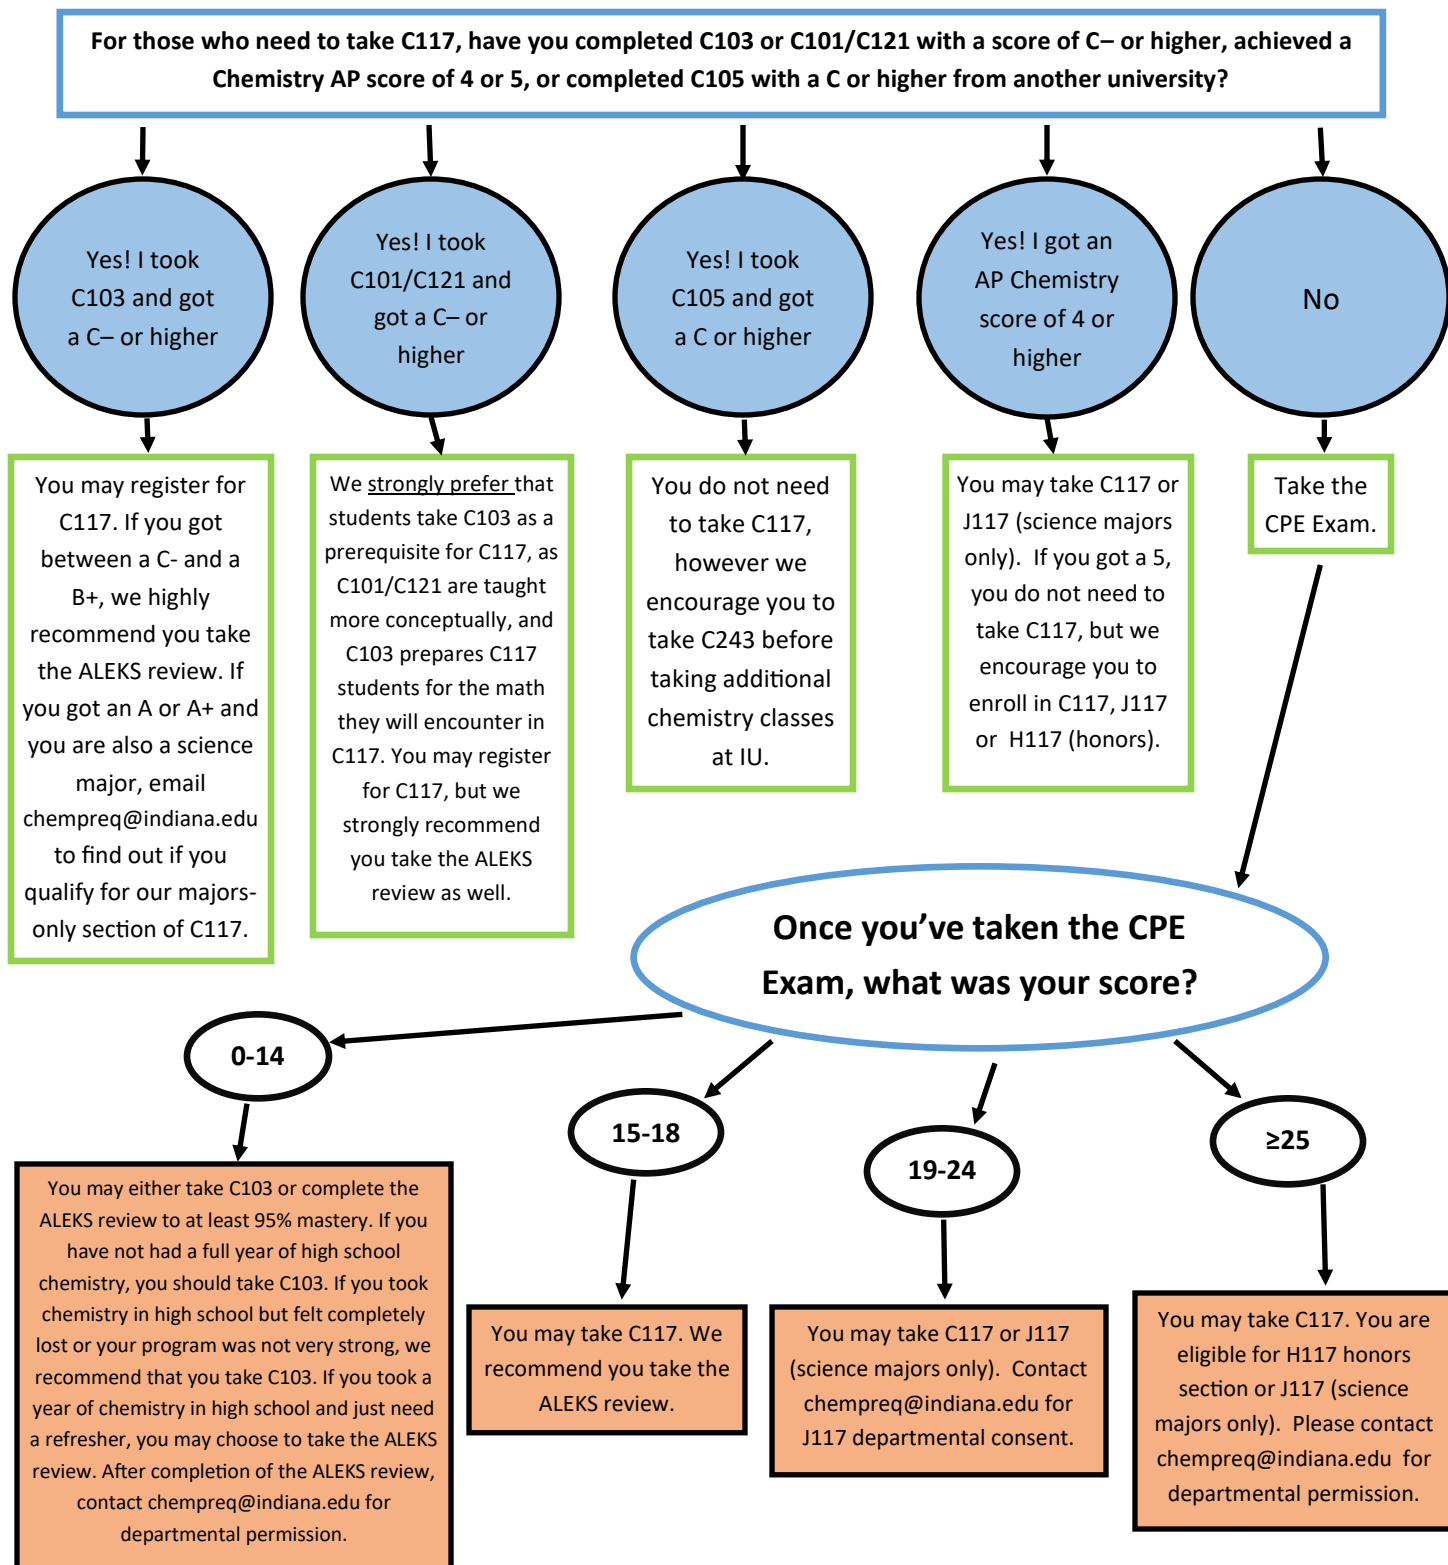 For those who need to take C117, have you completed C103 or C101/C121 with a score of C– or higher, achieved a
Chemistry AP score of 4 or 5, or completed C105 with a C or higher from another university?
Yes! I took
C103 and got
a C– or higher
Yes! I took
C101/C121 and
got a C– or
higher
Yes! I took
C105 and got
a C or higher
Yes! I got an
AP Chemistry
score of 4 or
higher
No
You may register for
C117. If you got
between a C- and a
B+, we highly
recommend you take
the ALEKS review. If
you got an A or A+ and
you are also a science
major, email
chempreq@indiana.edu
to find out if you
qualify for our majors-
only section of C117.
We strongly prefer that
students take C103 as a
prerequisite for C117, as
C101/C121 are taught
more conceptually, and
C103 prepares C117
students for the math
they will encounter in
C117. You may register
for C117, but we
strongly recommend
you take the ALEKS
review as well.
You do not need
to take C117,
however we
encourage you to
take C243 before
taking additional
chemistry classes
at IU.
You may take C117 or
J117 (science majors
only).  If you got a 5,
you do not need to
take C117, but we
encourage you to
enroll in C117, J117
or  H117 (honors).
Take the
CPE Exam.
Once you’ve taken the CPE
Exam, what was your score?
0-14
15-18
19-24
≥25
You may either take C103 or complete the
ALEKS review to at least 95% mastery. If you
have not had a full year of high school
chemistry, you should take C103. If you took
chemistry in high school but felt completely
lost or your program was not very strong, we
recommend that you take C103. If you took a
year of chemistry in high school and just need
a refresher, you may choose to take the ALEKS
review. After completion of the ALEKS review,
contact chempreq@indiana.edu for
departmental permission.
You may take C117. We
recommend you take the
ALEKS review.
You may take C117 or J117
(science majors only).  Contact
chempreq@indiana.edu for
J117 departmental consent.
You may take C117. You are
eligible for H117 honors
section or J117 (science
majors only).  Please contact
chempreq@indiana.edu  for
departmental permission.